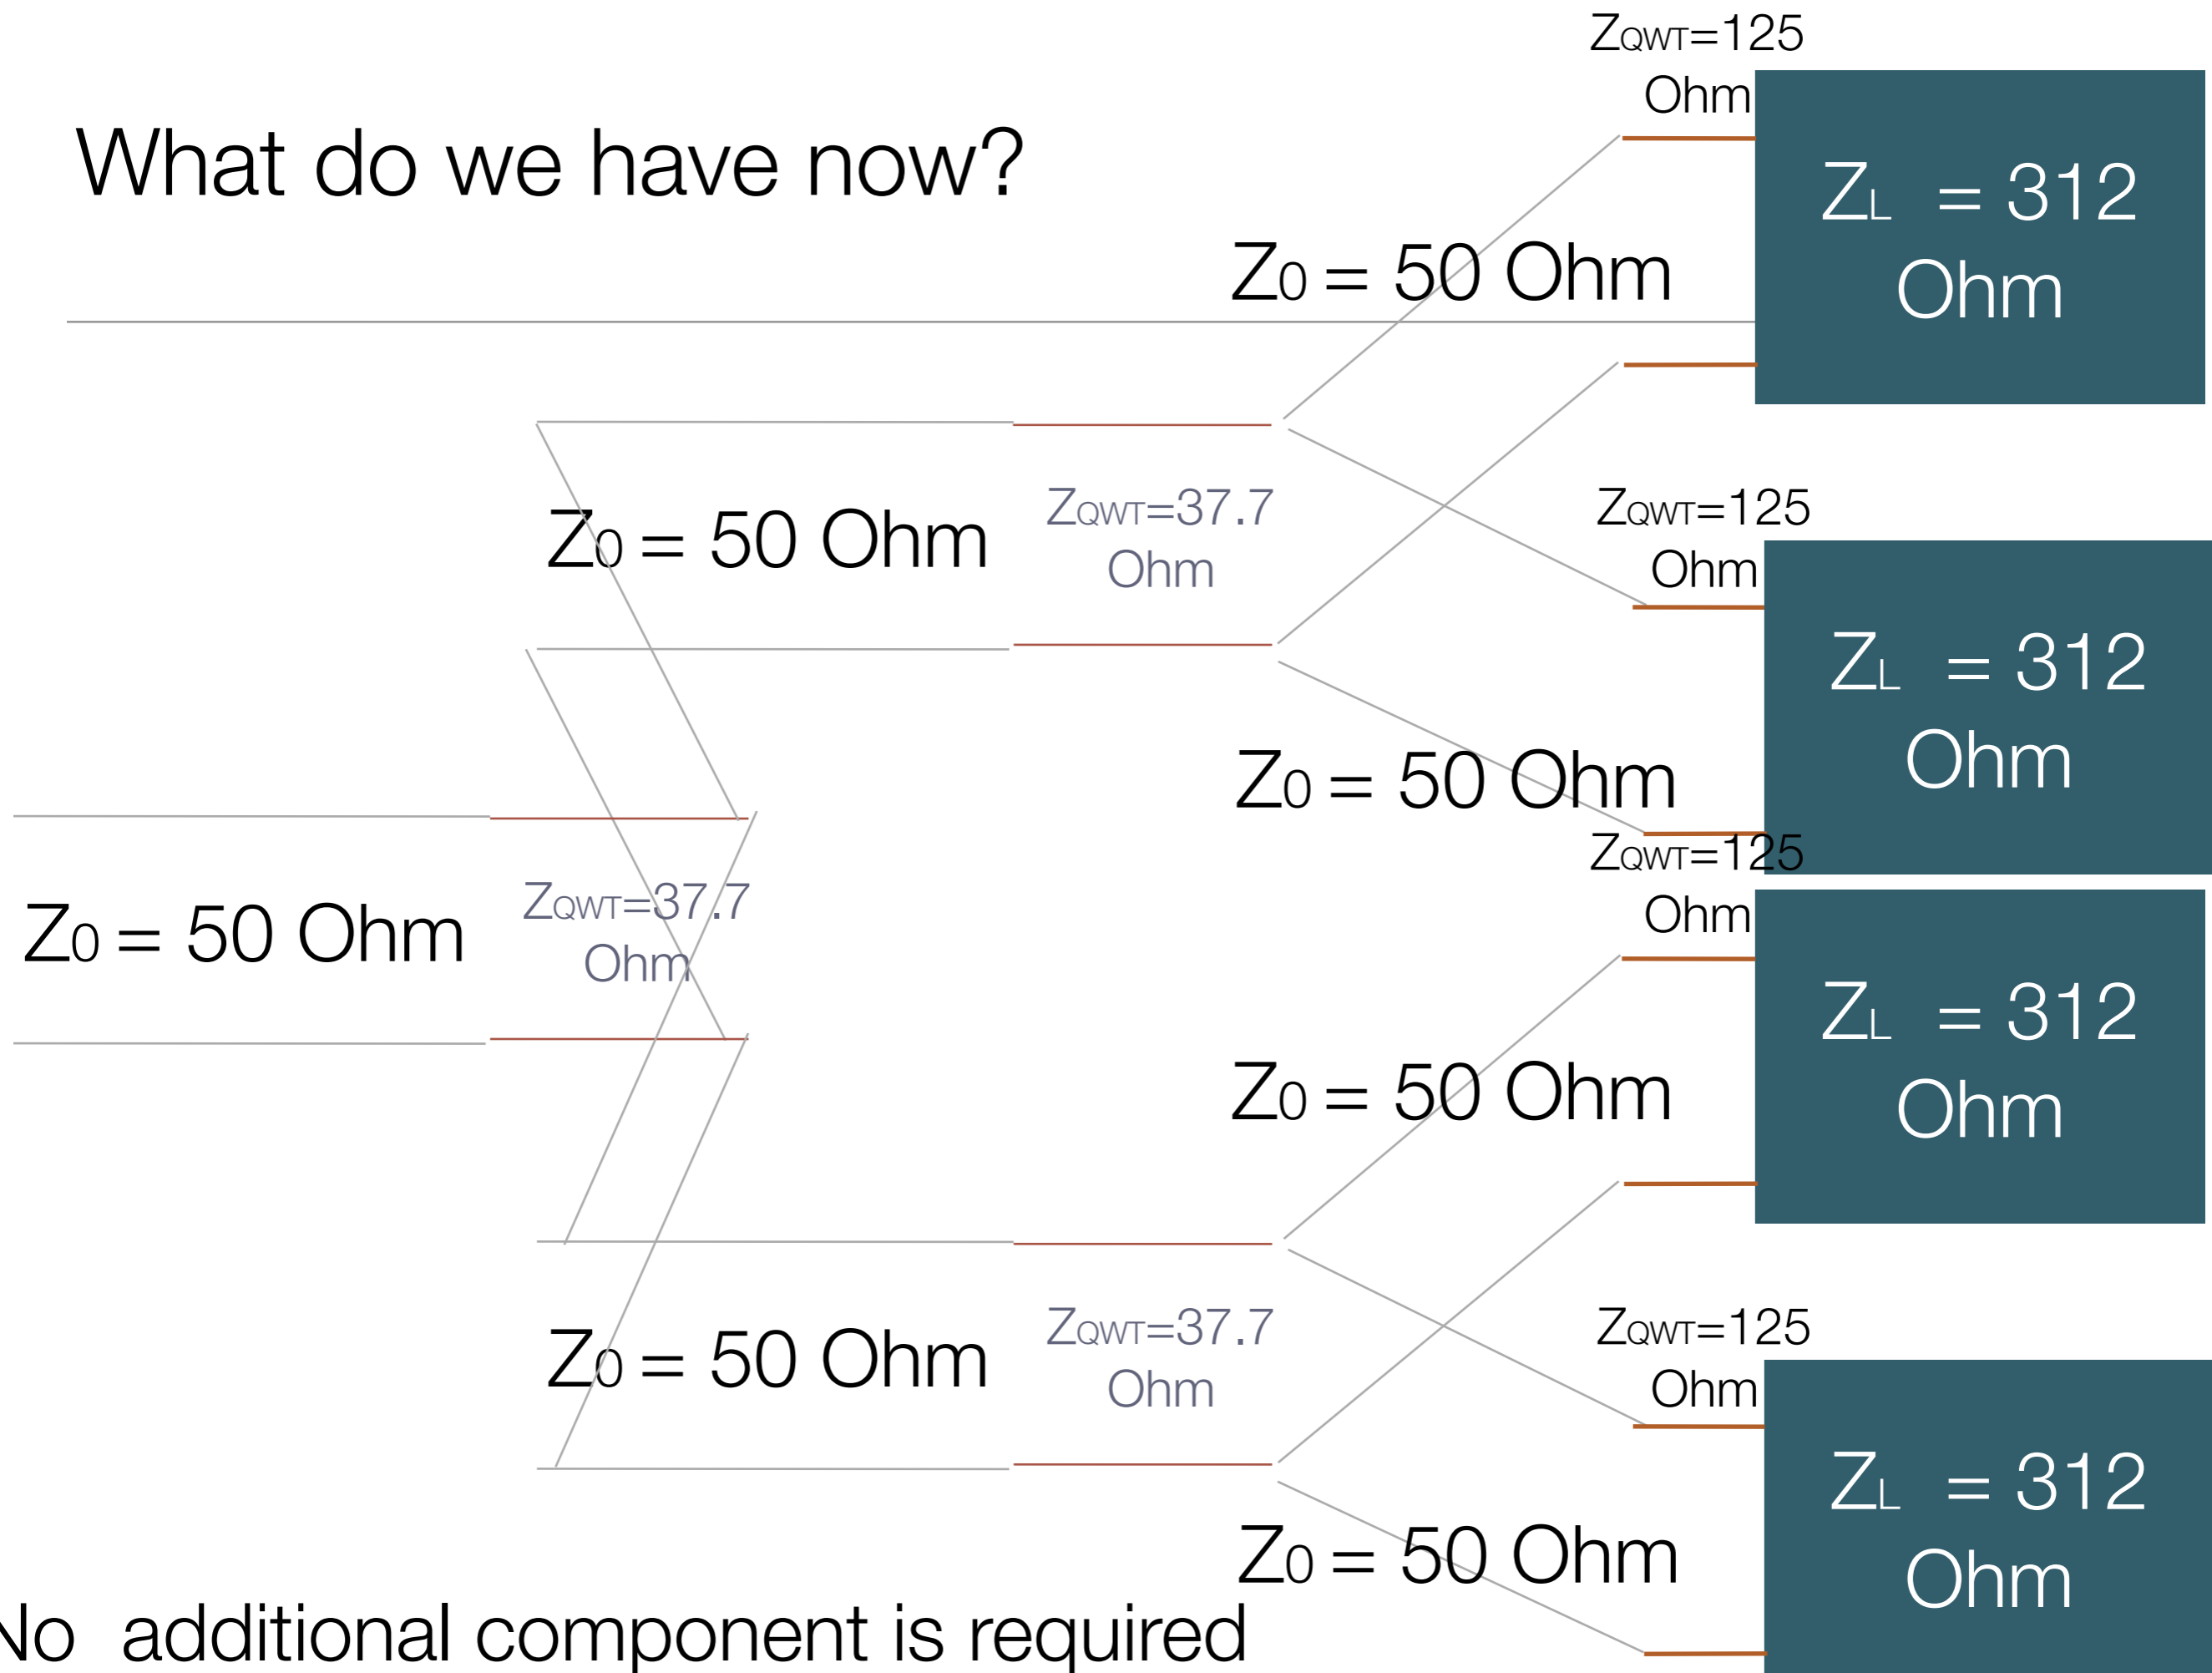 ZQWT=125
Ohm
What do we have now?
ZL = 312
Ohm
Z0 = 50 Ohm
Z0 = 50 Ohm
ZQWT=37.7
Ohm
ZQWT=125
Ohm
ZL = 312
Ohm
Z0 = 50 Ohm
ZQWT=125
Ohm
Z0 = 50 Ohm
ZQWT=37.7
Ohm
ZL = 312
Ohm
Z0 = 50 Ohm
Z0 = 50 Ohm
ZQWT=37.7
Ohm
ZQWT=125
Ohm
ZL = 312
Ohm
Z0 = 50 Ohm
No additional component is required